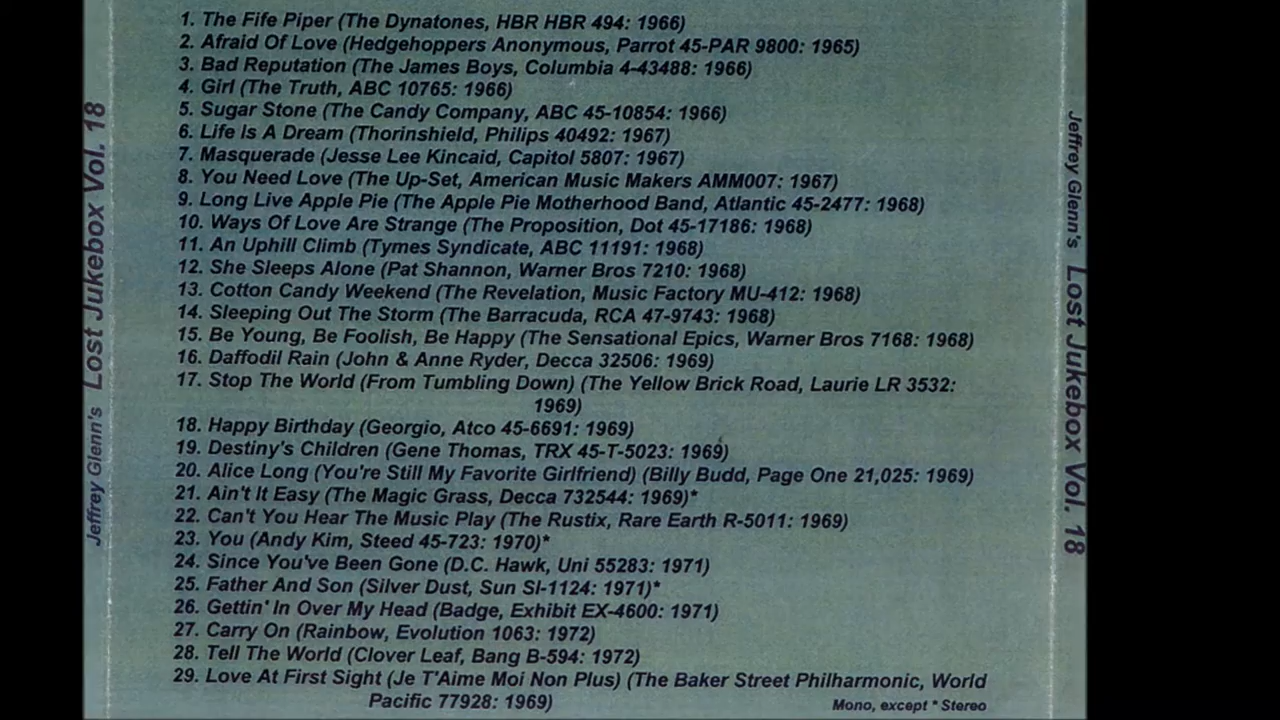 1. The Fife Piper (The Dynatones, HBR HBR 494: 1966)
2. Afraid Of Love (Hedgehoppers Anonymous, Parrot 45-PAR 9800: 1965)
3. Bad Reputation (The James Boys, Columbia 4-43488: 1966)
4. Girl (The Truth, ABC 10765: 1966)
5. Sugar Stone (The Candy Company, ABC 45-10854: 1966)
6. Life Is A Dream (Thorinshield, Philips 40492: 1967)
7. Masquerade (Jesse Lee Kincaid, Capitol 5807: 1967)
8. You Need Love (The Up-Set, American Music Makers AMM007: 1967)
9. Long Live Apple Pie (The Apple Pie Motherhood Band, Atlantic 45-2477: 1968)
10. Ways Of Love Are Strange (The Proposition, Dot 45-17186: 1968)
11. An Uphill Climb (Tymes Syndicate, ABC 11191: 1968)
12. She Sleeps Alone (Pat Shannon, Warner Bros 7210: 1968)
13. Cotton Candy Weekend (The Revelation, Music Factory MU-412: 1968)
14. Sleeping Out The Storm (The Barracuda, RCA 47-9743: 1968)
15. Be Young, Be Foolish, Be Happy (The Sensational Epics, Warner Bros 7168: 1968)
16. Daffodil Rain (John & Anne Ryder, Decca 32506: 1969)
17. Stop The World (From Tumbling Down) (The Yellow Brick Road, Laurie LR 3532:
1969)
18. Happy Birthday (Georgio, Atco 45-6691: 1969)
19. Destiny's Children (Gene Thomas, TRX 45-T-5023: 1969)
20. Alice Long (You're Still My Favorite Girlfriend) (Billy Budd, Page One 21,025: 1969)
21. Ain't It Easy (The Magic Grass, Decca 732544: 1969)*
22. Can't You Hear The Music Play (The Rustix, Rare Earth R-5011: 1969)
23. You (Andy Kim, Steed 45-723: 1970)*
24. Since You've Been Gone (D.C. Hawk, Uni 55283: 1971)
25. Father And Son (Silver Dust, Sun SI-1124: 1971)*
26. Gettin' In Over My Head (Badge, Exhibit EX-4600: 1971)
27. Carry On (Rainbow, Evolution 1063: 1972)
28. Tell The World (Clover Leaf, Bang B-594: 1972)
29. Love At First Sight (Je T'Aime Moi Non Plus) (The Baker Street Philharmonic, World
Pacific 77928: 1969)
Mono, except * Stereo
Jeffrey Glenn's Lost Jukebox Vol. 18
Jeffrey Glenn's Lost Jukebox Vol. 18